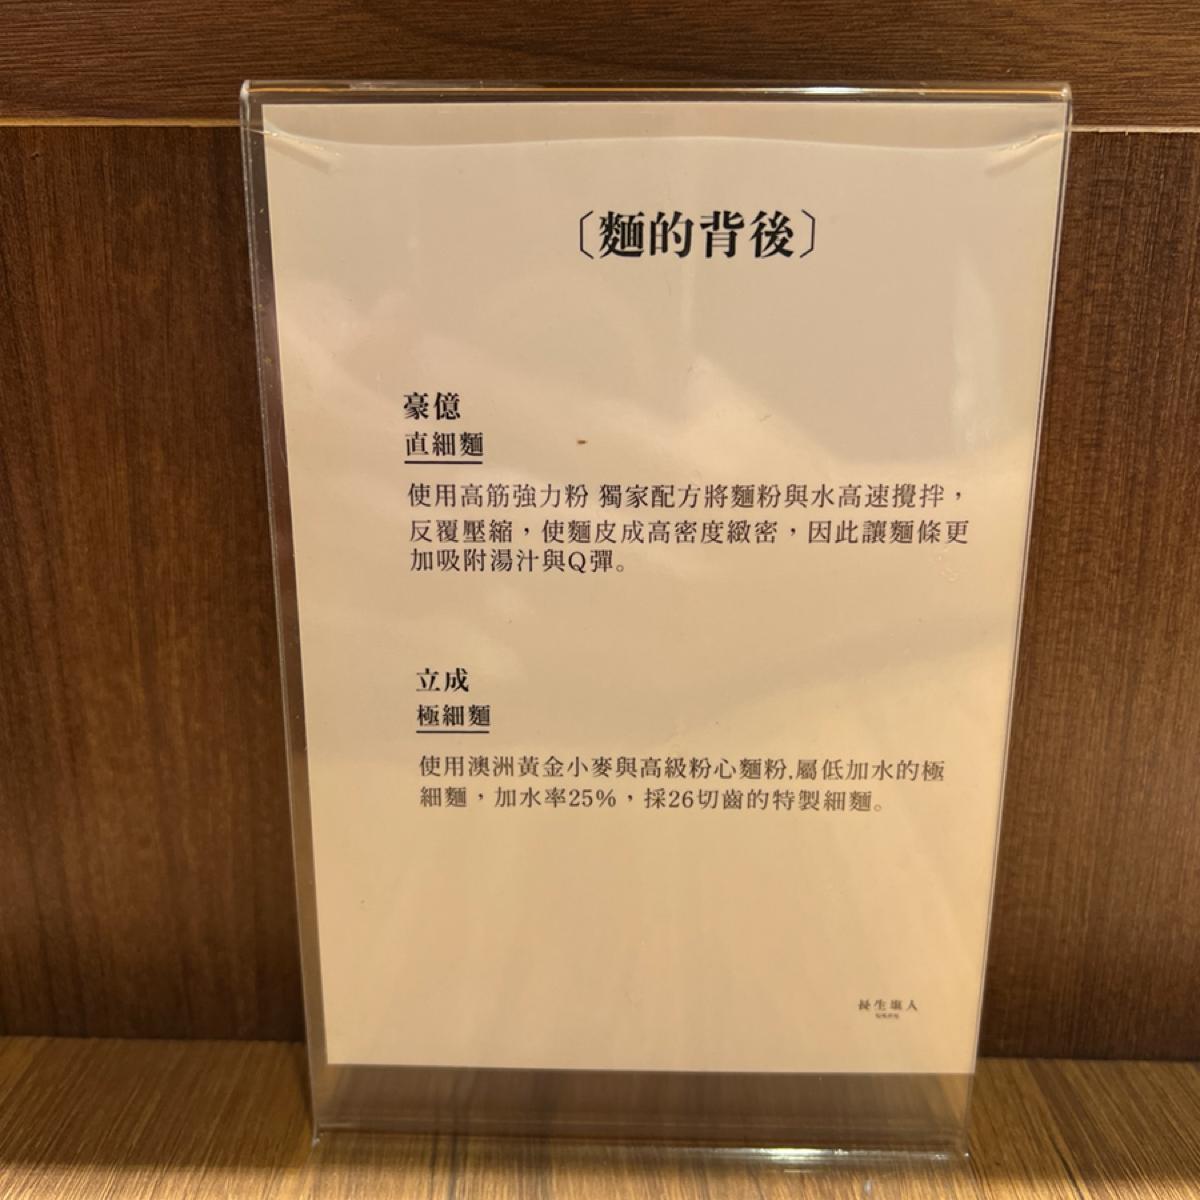 〔麵的背後〕
豪億
直細麵
使用高筋強力粉 獨家配方將麵粉與水高速攪拌，
反覆壓縮，使麵皮成高密度緻密，因此讓麵條更
加吸附湯汁與Q彈。
立成
極細麵
使用澳洲黃金小麥與高級粉心麵粉,屬低加水的極
細麵，加水率25%，採26切齒的特製細麵。
長生塩人